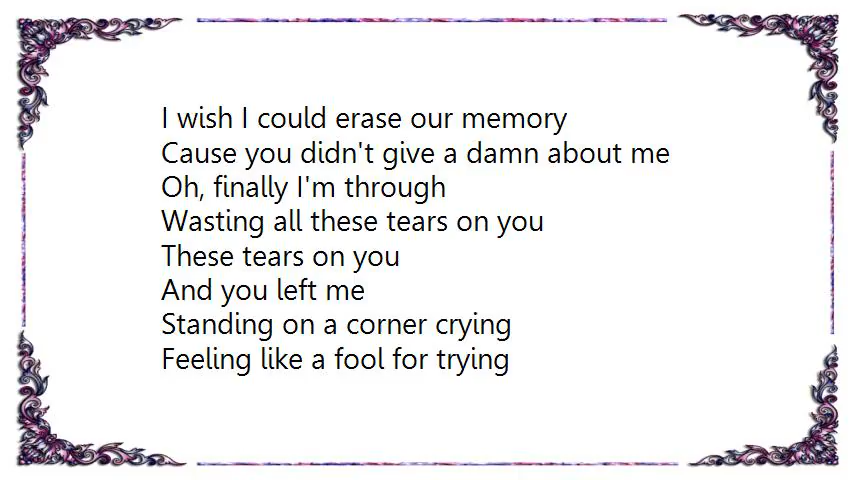 I wish I could erase our memory
Cause you didn't give a damn about me
Oh, finally I'm through
Wasting all these tears on you
These tears on you
And you left me
Standing on a corner crying
Feeling like a fool for trying